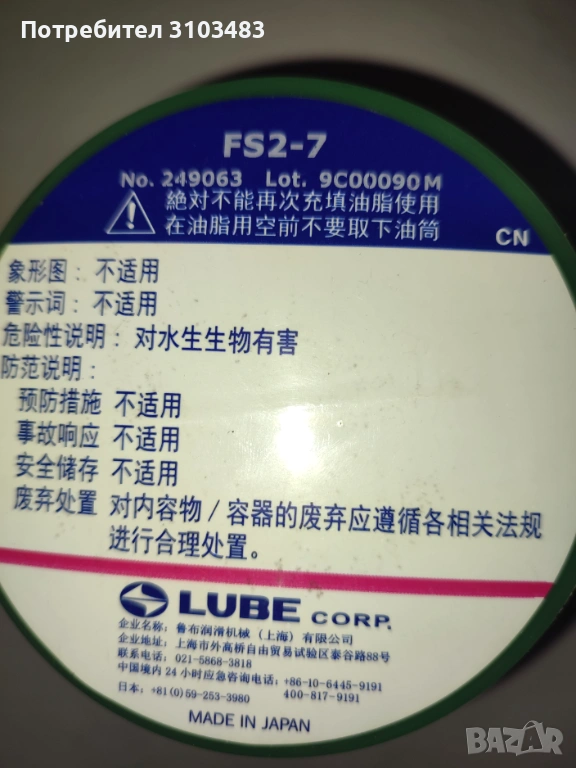 Потребител 3103483
FS2-7
No. 249063 Lot. 9C00090M
絶対不能再次充填油脂使用
在油脂用空前不要取下油筒
CN
象形图：不适用
警示词：不适用
危险性说明：对水生生物有害
防范说明：
预防措施 不适用
事故响应 不适用
安全储存 不适用
废弃处置 对内容物/容器的废弃应遵循各相关法规
进行合理处置。
LUBE CORP.
企业名称：鲁布润滑机械（上海）有限公司
企业地址：上海市外高桥自由贸易试验区泰谷路88号
联系电话：021-5868-3818
中国境内24小时应急咨询电话：+86-10-6445-9191
400-817-9191
日本：+81(0)59-253-3980
MADE IN JAPAN
BAZAR